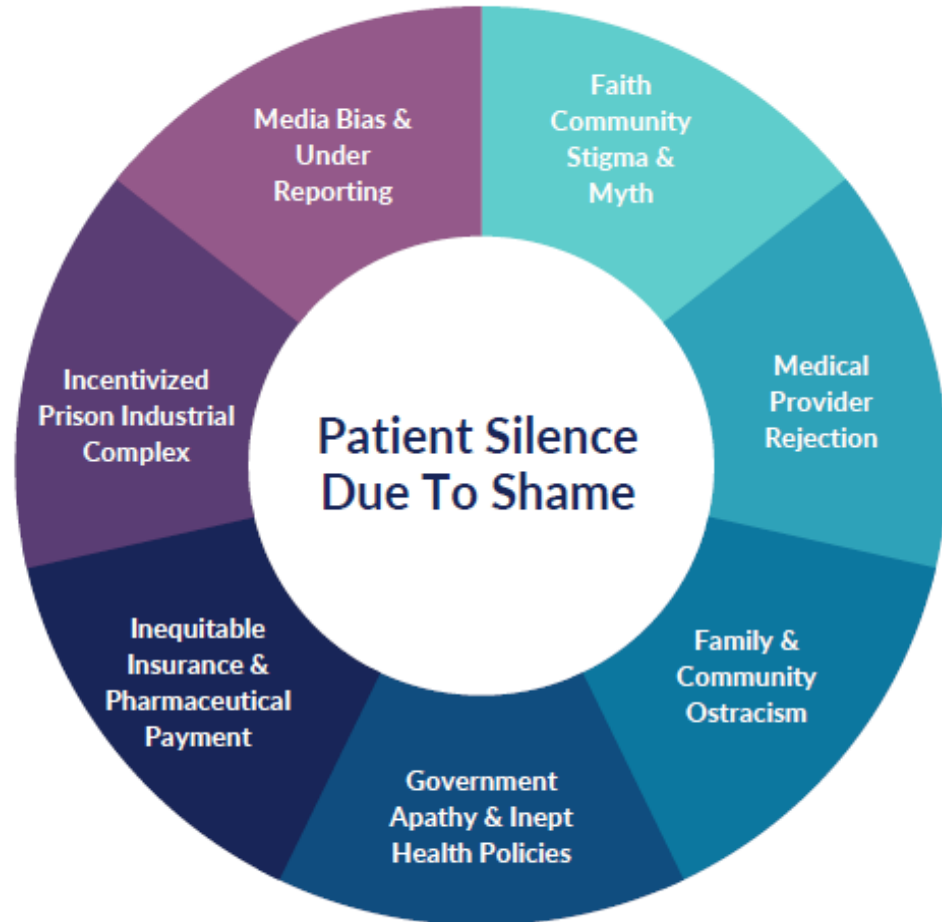 Patient Silence
Due To Shame
Faith
Community
Stigma &
Myth
Medical
Provider
Rejection
Family &
Community
Ostracism
Government
Apathy & Inept
Health Policies
Inequitable
Insurance &
Pharmaceutical
Payment
Incentivized
Prison Industrial
Complex
Media Bias &
Under
Reporting